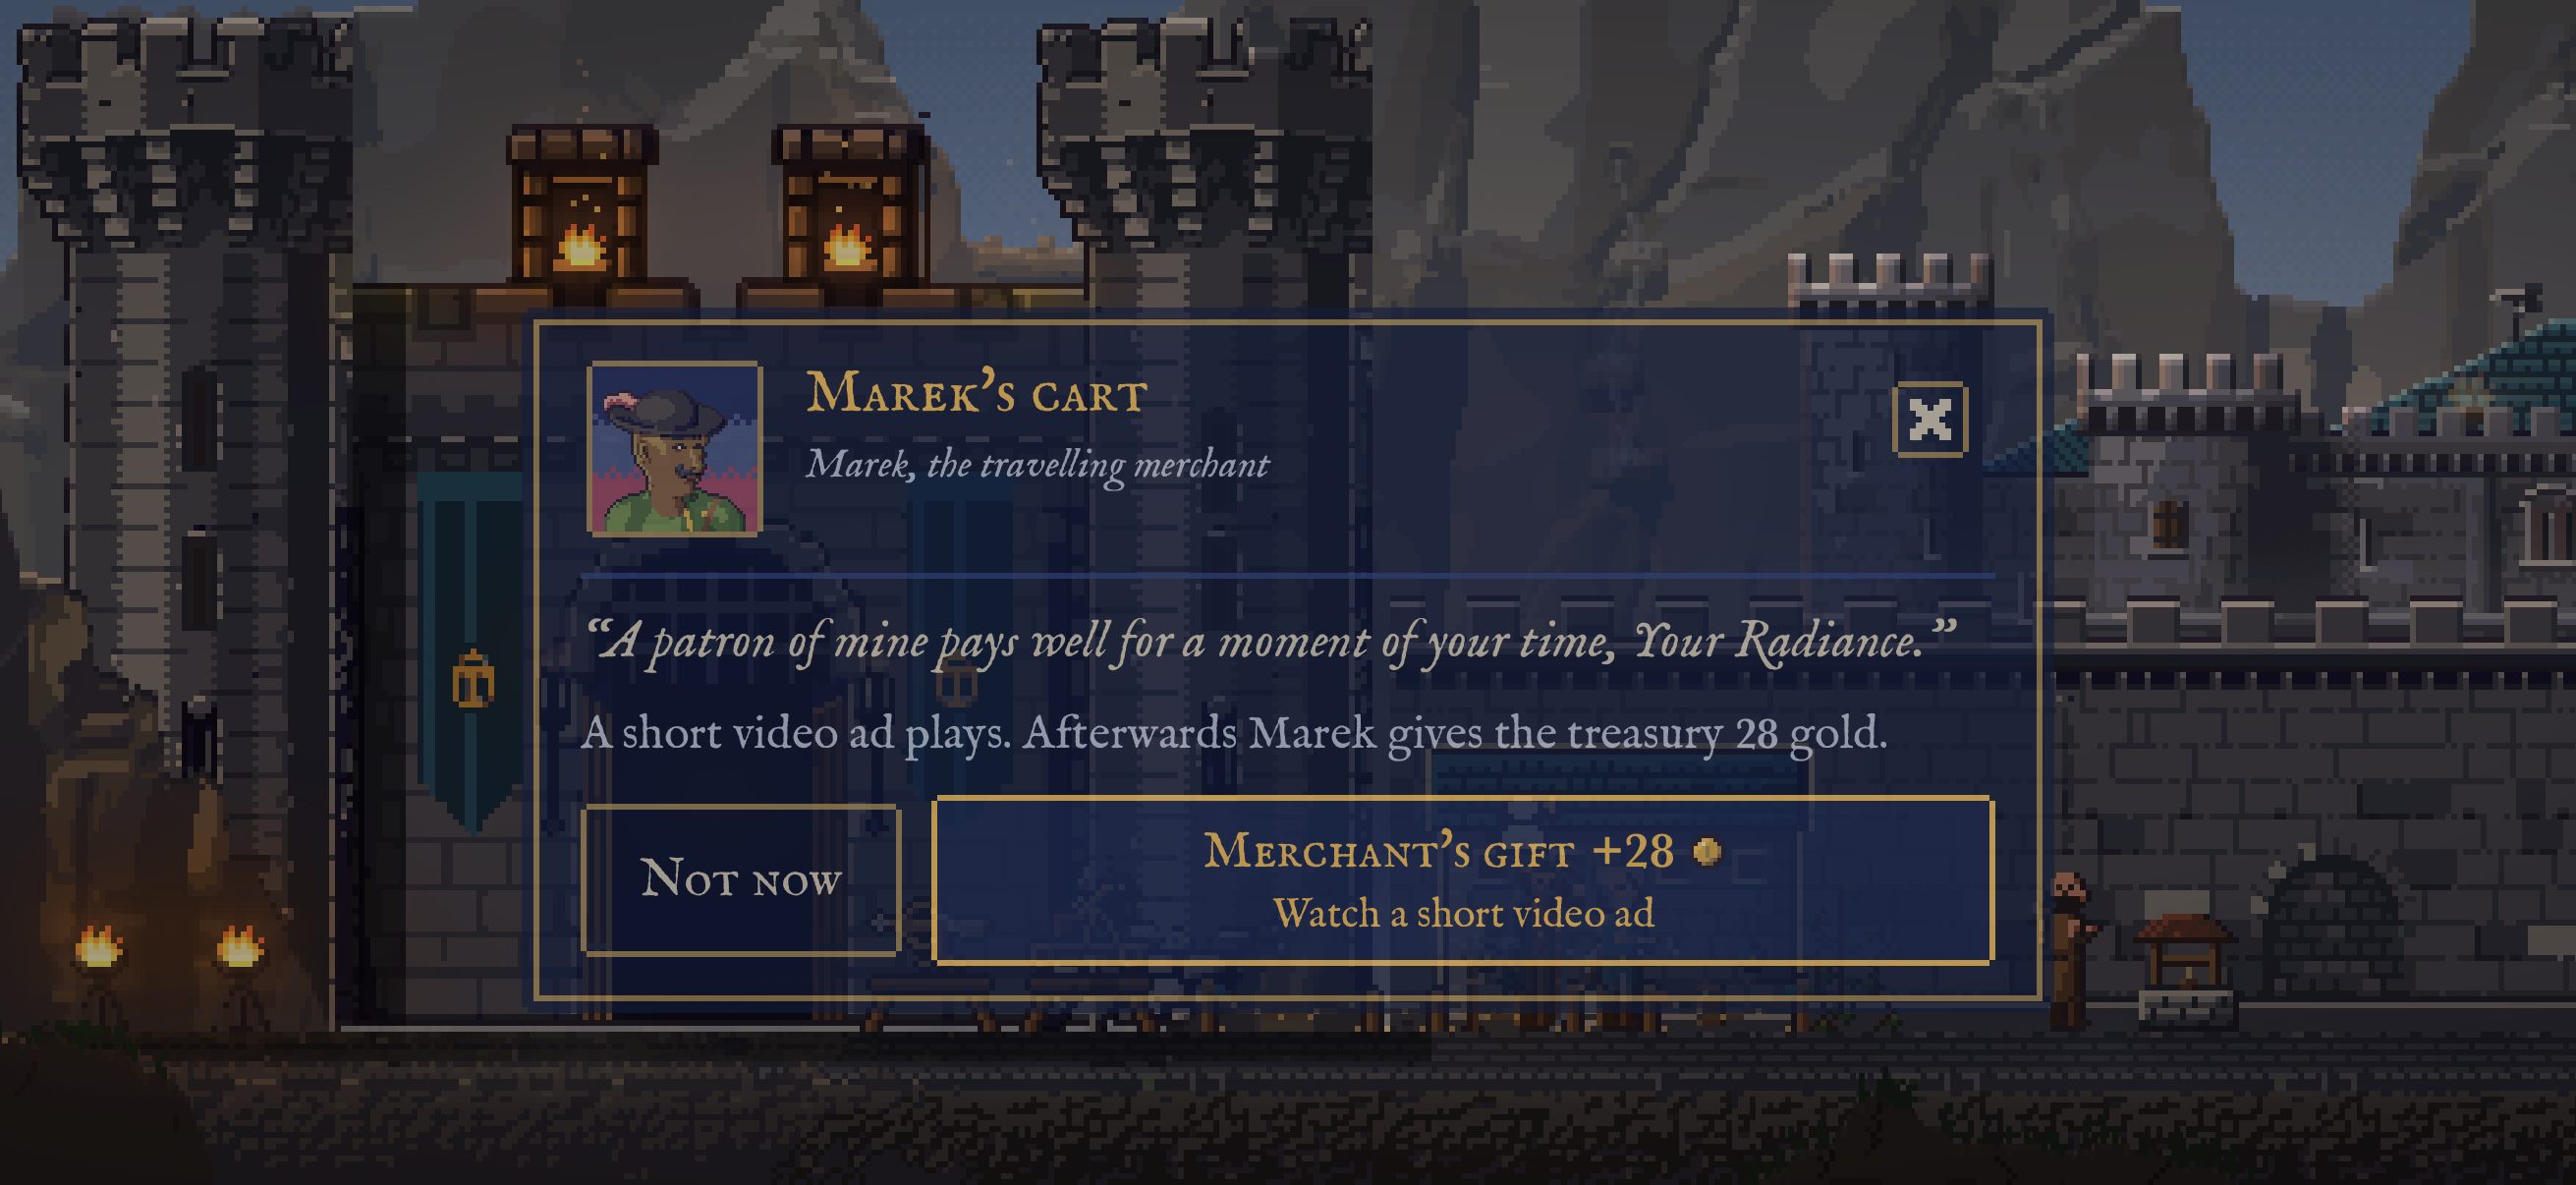 Marek's cart
Marek, the travelling merchant
“A patron of mine pays well for a moment of your time, Your Radiance.”
A short video ad plays. Afterwards Marek gives the treasury 28 gold.
Not now
Merchant's gift +28
Watch a short video ad